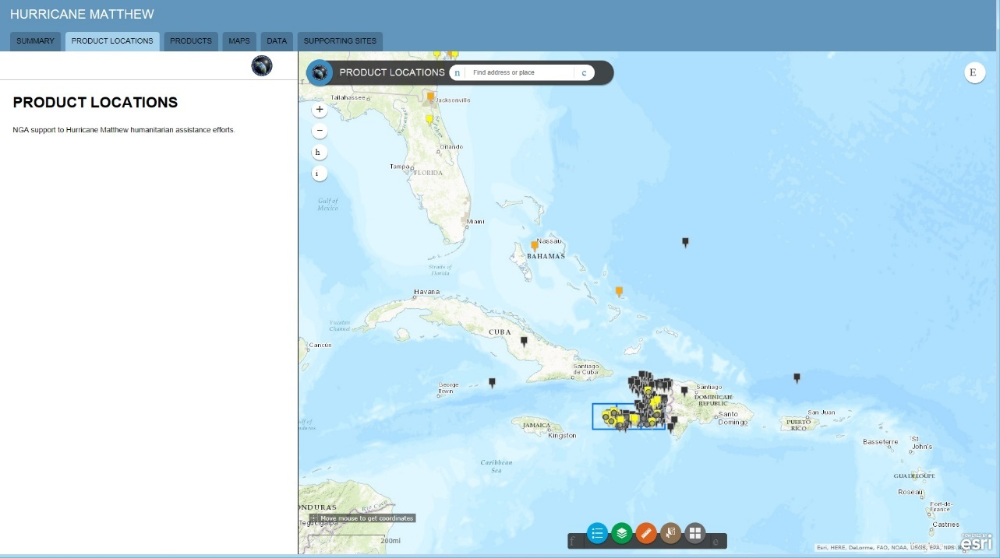 HURRICANE MATTHEW
SUMMARY
PRODUCT LOCATIONS
PRODUCTS
MAPS
DATA
SUPPORTING SITES
PRODUCT LOCATIONS
NGA support to Hurricane Matthew humanitarian assistance efforts.
PRODUCT LOCATIONS
n
Find address or place
c
E
+
−
h
i
Tallahassee
Jacksonville
Orlando
Tampa
FLORIDA
Gulf of
Mexico
Miami
Nassau
BAHAMAS
Straits of
Florida
Havana
Yucatan
Channel
CUBA
Cancún
Santiago
de Cuba
George
Town
Santiago
DOMINICAN
REPUBLIC
Santo
Domingo
San Juan
PUERTO
RICO
JAMAICA
Kingston
Basseterre
St
John's
Caribbean
Sea
GUADELOUPE
Roseau
Fort-de-
France
Castries
Rio Coco
Move mouse to get coordinates
Tegucigalpa
200mi
f
e
Esri, HERE, DeLorme, FAO, NOAA, USGS, EPA, NPS
esri